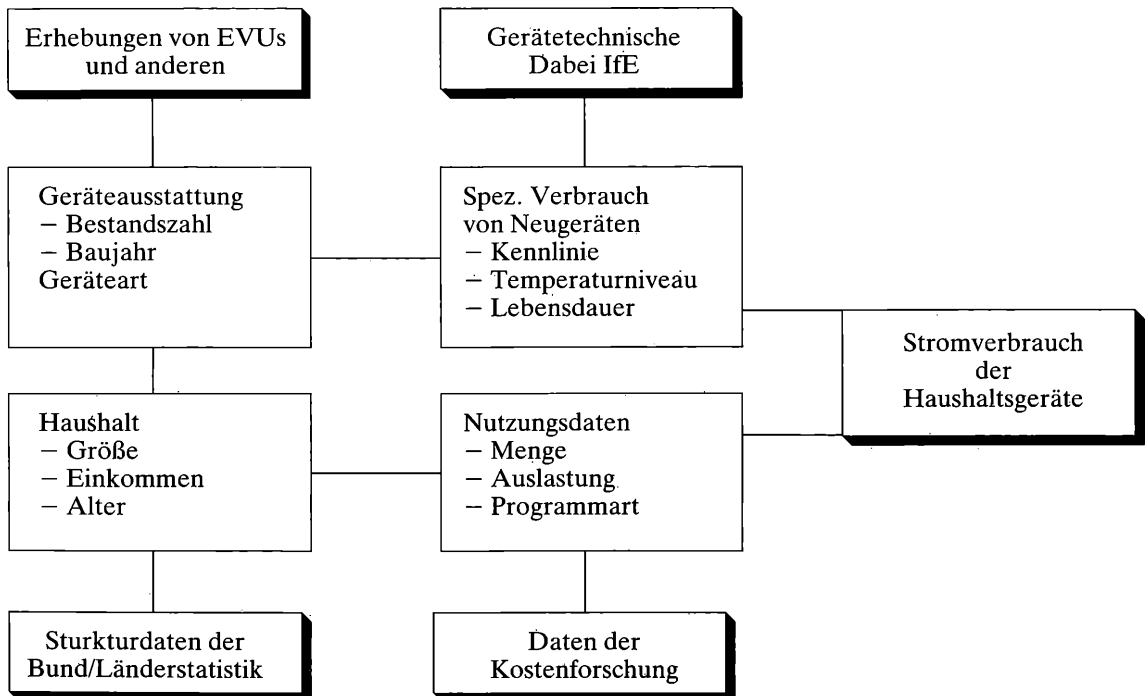 Erhebungen von EVUs
und anderen
Gerätetechnische
Dabei IfE
Geräteausstattung
– Bestandszahl
– Baujahr
Geräteart
Spez. Verbrauch
von Neugeräten
– Kennlinie
– Temperaturniveau
– Lebensdauer
Stromverbrauch
der
Haushaltsgeräte
Haushalt
– Größe
– Einkommen
– Alter
Nutzungsdaten
– Menge
– Auslastung
– Programmart
Sturkturdaten der
Bund/Länderstatistik
Daten der
Kostenforschung